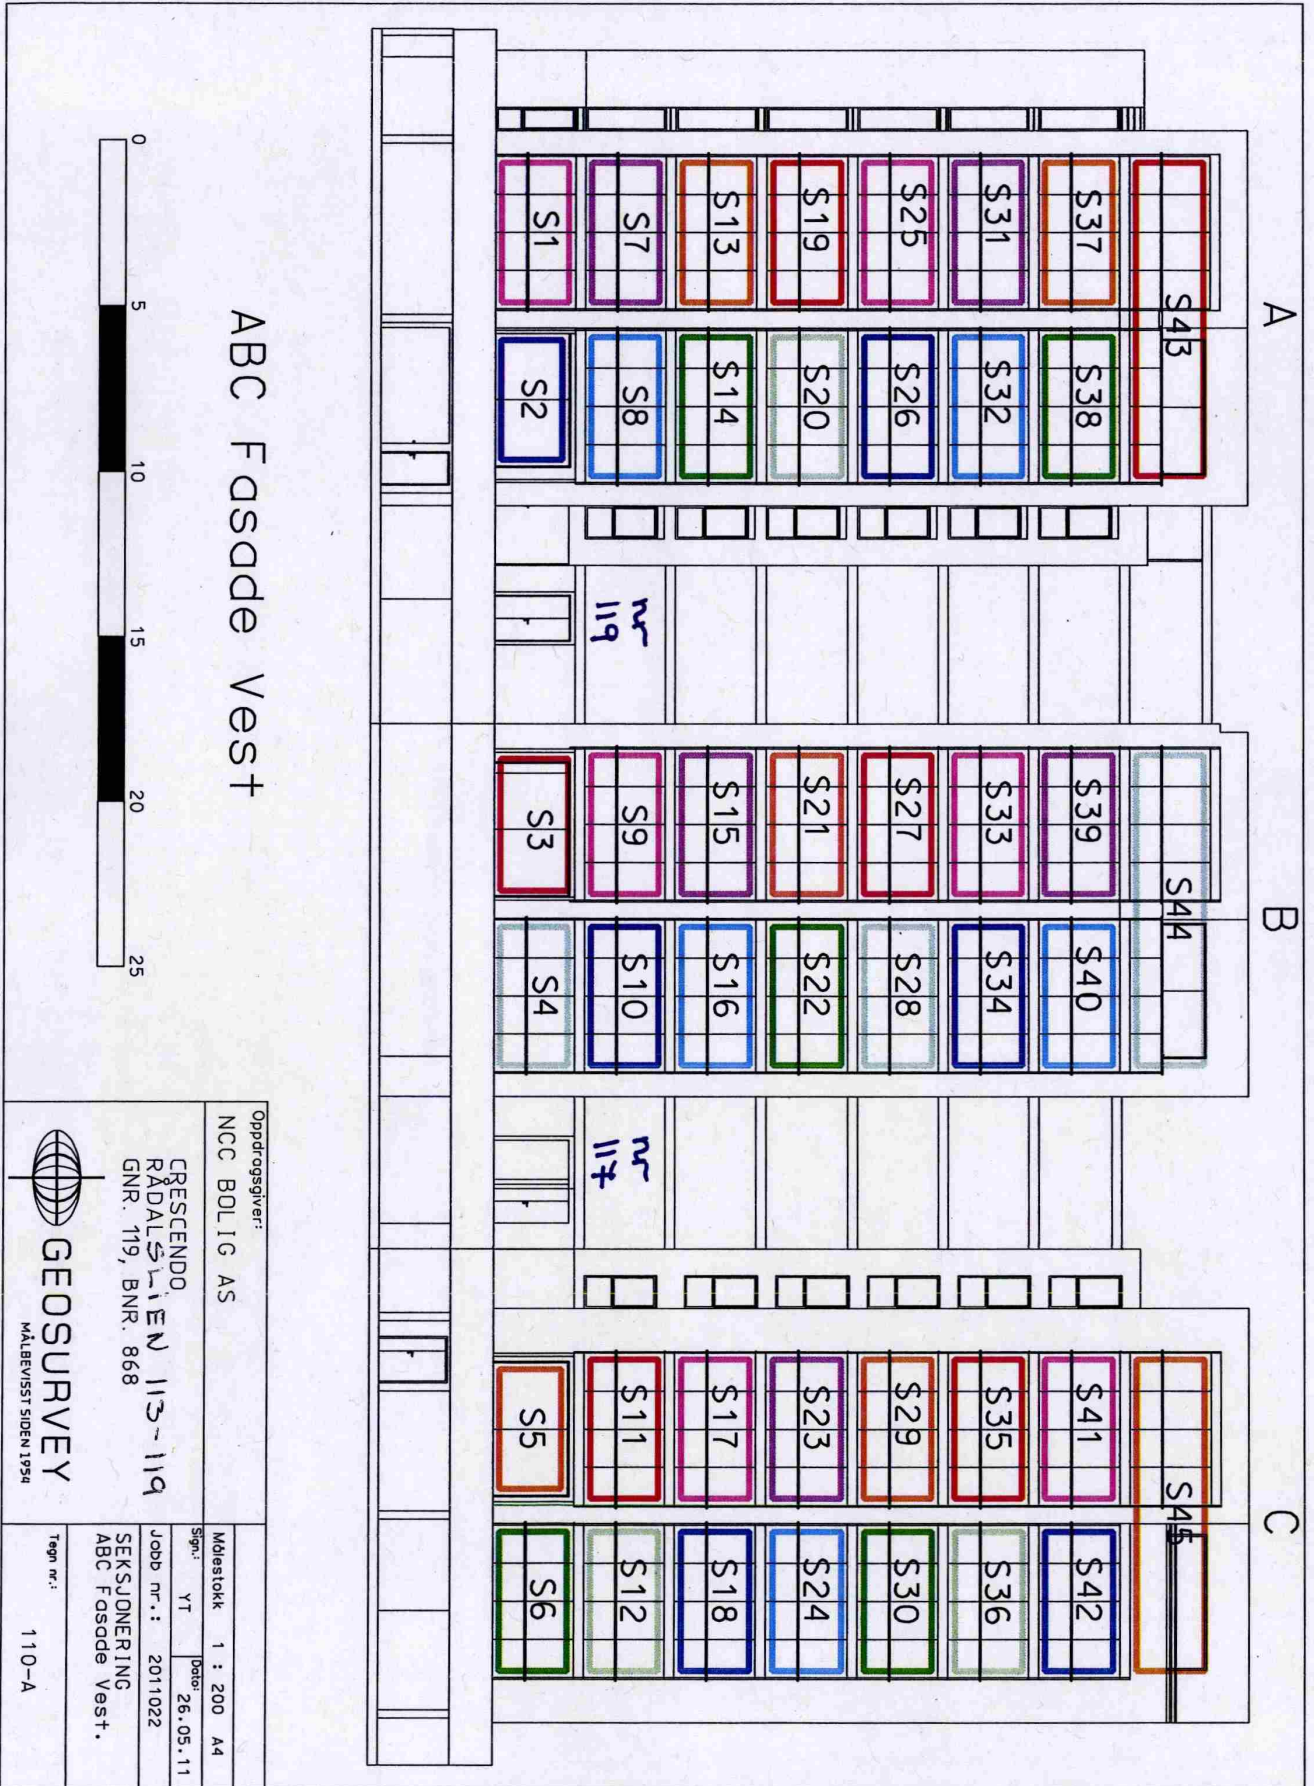 A B C
S43 S44 S45
S37 S38 S39 S40 S41 S42
S31 S32 S33 S34 S35 S36
S25 S26 S27 S28 S29 S30
S19 S20 S21 S22 S23 S24
S13 S14 S15 S16 S17 S18
S7 S8 nr 119 S9 S10 nr 117 S11 S12
S1 S2 S3 S4 S5 S6
ABC Fasade Vest
0 5 10 15 20 25
Oppdragsgiver:
NCC BOLIG AS
CRESCENDO
RÅDALSLIEN 113-119
GNR. 119, BNR. 868
GEOSURVEY
MÅLBEVISST SIDEN 1954
Målestokk 1 : 200 A4
Sign.: YT Dato: 26.05.11
Jobb nr.: 2011022
SEKSJONERING
ABC Fasade Vest.
Tegn nr.: 110-A